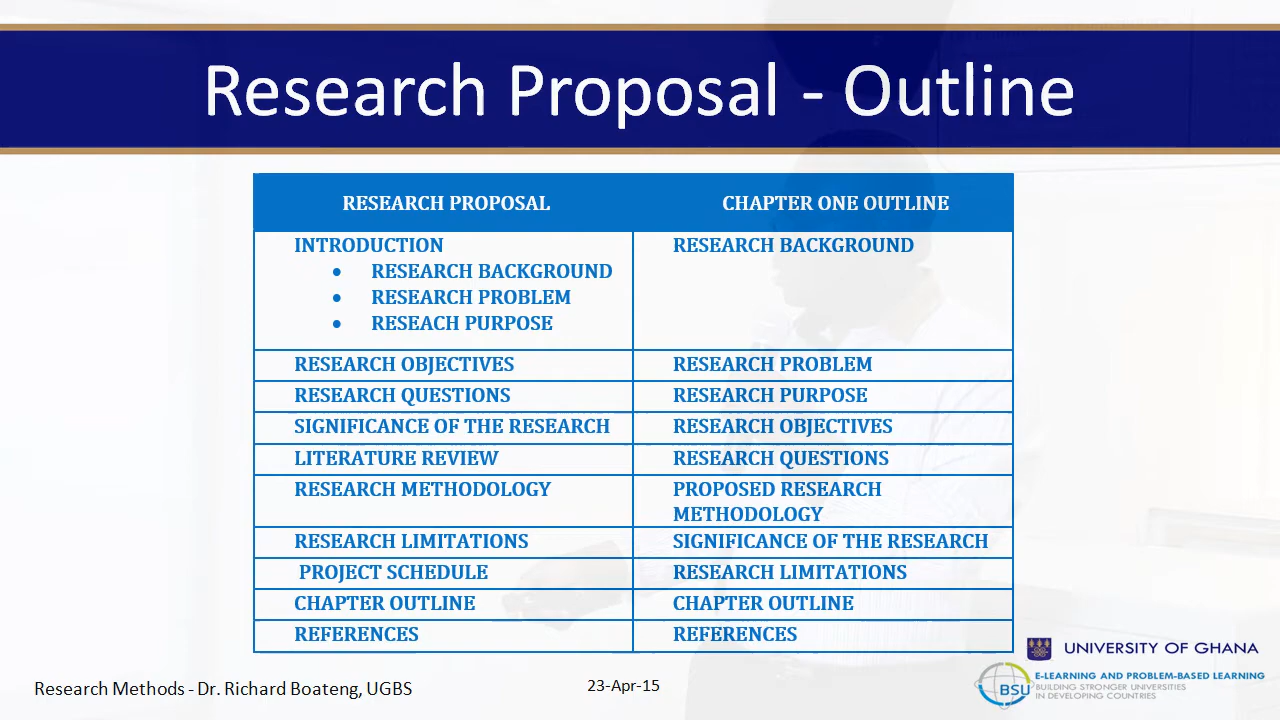 Research Proposal - Outline
RESEARCH PROPOSAL
CHAPTER ONE OUTLINE
INTRODUCTION
• RESEARCH BACKGROUND
• RESEARCH PROBLEM
• RESEACH PURPOSE
RESEARCH BACKGROUND
RESEARCH OBJECTIVES
RESEARCH PROBLEM
RESEARCH QUESTIONS
RESEARCH PURPOSE
SIGNIFICANCE OF THE RESEARCH
RESEARCH OBJECTIVES
LITERATURE REVIEW
RESEARCH QUESTIONS
RESEARCH METHODOLOGY
PROPOSED RESEARCH
METHODOLOGY
RESEARCH LIMITATIONS
SIGNIFICANCE OF THE RESEARCH
PROJECT SCHEDULE
RESEARCH LIMITATIONS
CHAPTER OUTLINE
CHAPTER OUTLINE
REFERENCES
REFERENCES
UNIVERSITY OF GHANA
BSU
E-LEARNING AND PROBLEM-BASED LEARNING
BUILDING STRONGER UNIVERSITIES
IN DEVELOPING COUNTRIES
Research Methods - Dr. Richard Boateng, UGBS
23-Apr-15